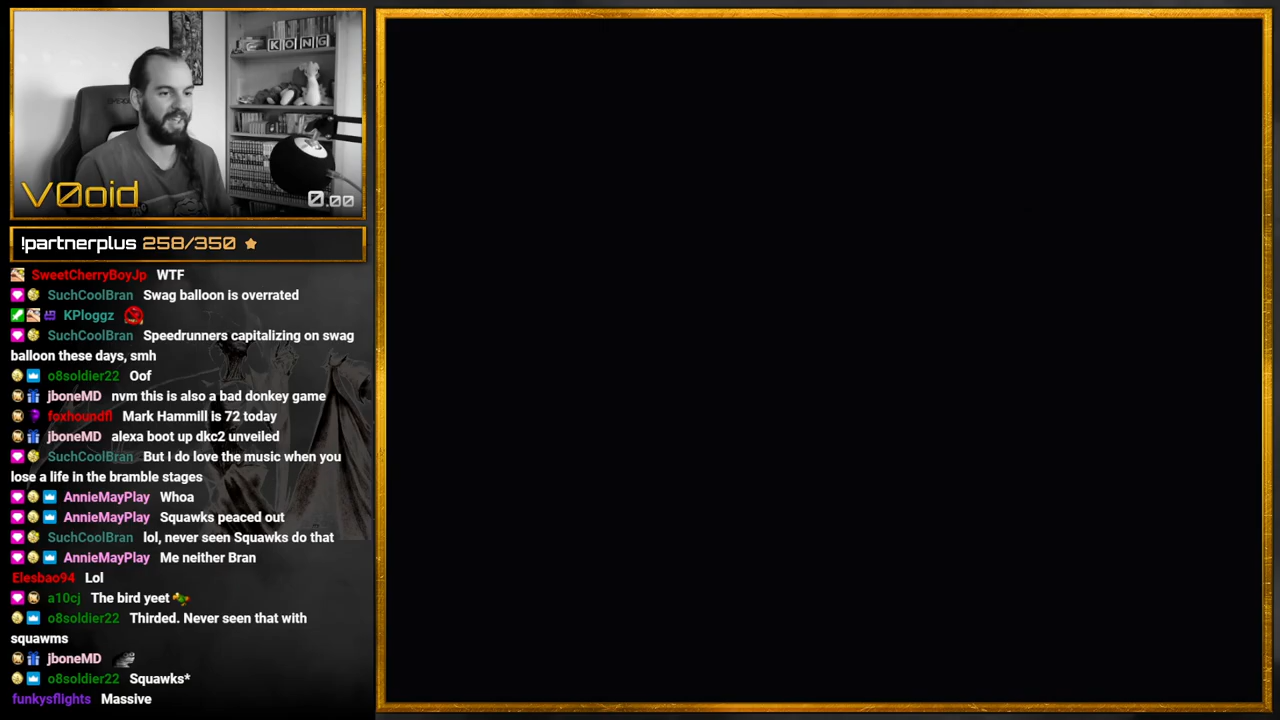 KONG
V0oid
0.00
!partnerplus 258/350
SweetCherryBoyJp WTF
SuchCoolBran Swag balloon is overrated
KPloggz
SuchCoolBran Speedrunners capitalizing on swag
balloon these days, smh
o8soldier22 Oof
jboneMD nvm this is also a bad donkey game
foxhoundfl Mark Hammill is 72 today
jboneMD alexa boot up dkc2 unveiled
SuchCoolBran But I do love the music when you
lose a life in the bramble stages
AnnieMayPlay Whoa
AnnieMayPlay Squawks peaced out
SuchCoolBran lol, never seen Squawks do that
AnnieMayPlay Me neither Bran
Elesbao94 Lol
a10cj The bird yeet
o8soldier22 Thirded. Never seen that with
squawms
jboneMD
o8soldier22 Squawks*
funkysflights Massive